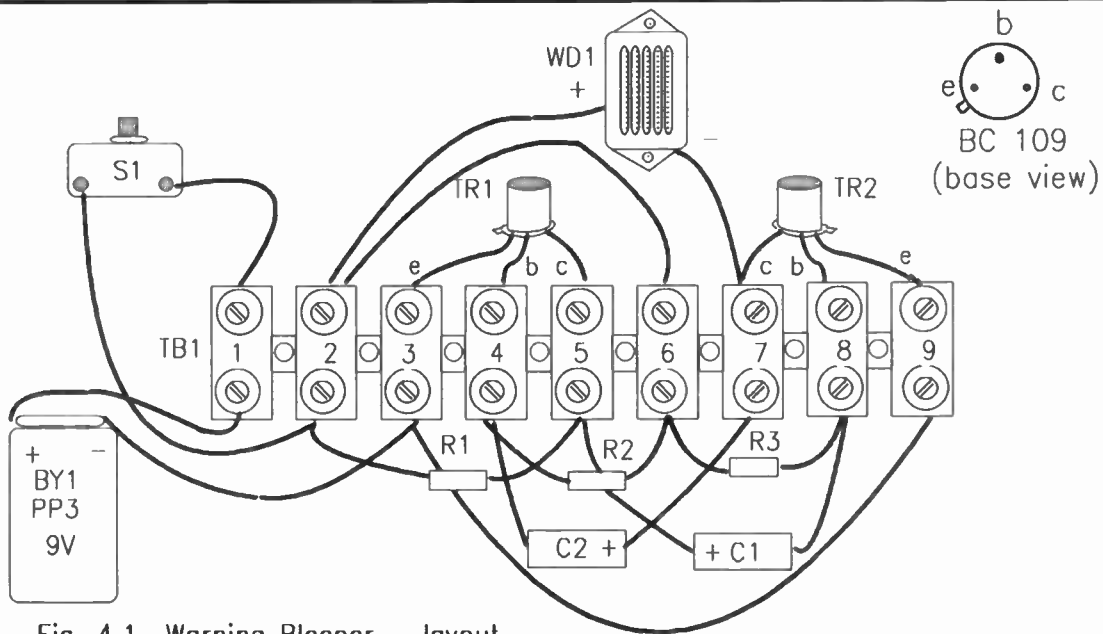 WD1
+
–
b
e
c
BC 109
(base view)
S1
TR1
TR2
e
b
c
c
b
e
TB1
1
2
3
4
5
6
7
8
9
R1
R2
R3
+ –
BY1
PP3
9V
C2 +
+ C1
Fig. 4.1 Warning Bleeper - layout